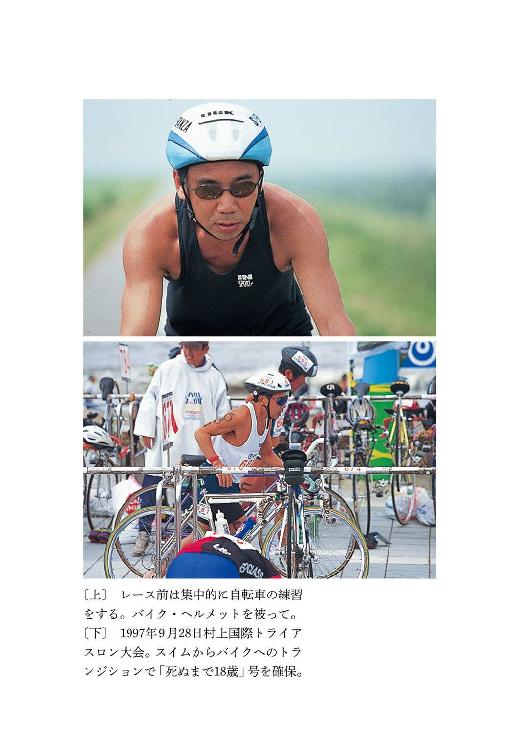 OGK
SPORTS
681
674
〔上〕 レース前は集中的に自転車の練習
をする。バイク・ヘルメットを被って。
〔下〕 1997年9月28日村上国際トライア
スロン大会。スイムからバイクへのトラ
ンジションで「死ぬまで18歳」号を確保。